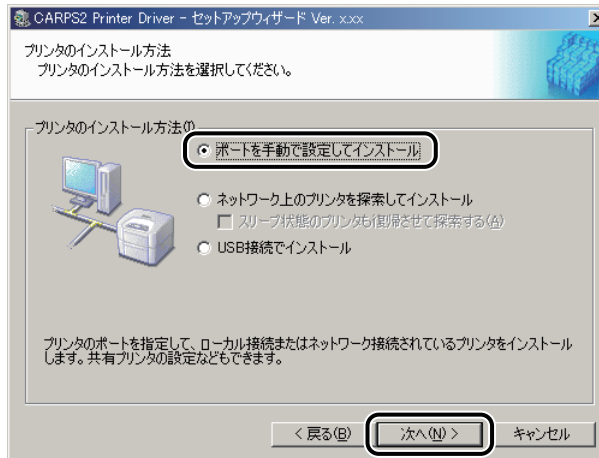 CARPS2 Printer Driver - セットアップウィザード Ver. x.xx
プリンタのインストール方法
プリンタのインストール方法を選択してください。
プリンタのインストール方法(I)
ポートを手動で設定してインストール
ネットワーク上のプリンタを探索してインストール
スリープ状態のプリンタも復帰させて探索する(A)
USB接続でインストール
プリンタのポートを指定して、ローカル接続またはネットワーク接続されているプリンタをインストール
します。共有プリンタの設定などもできます。
< 戻る(B) 次へ(N) > キャンセル